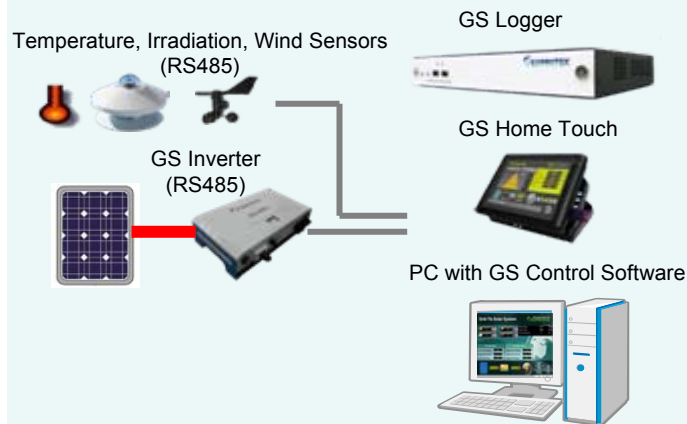 GS Logger
Temperature, Irradiation, Wind Sensors
(RS485)
GS Home Touch
GS Inverter
(RS485)
PC with GS Control Software